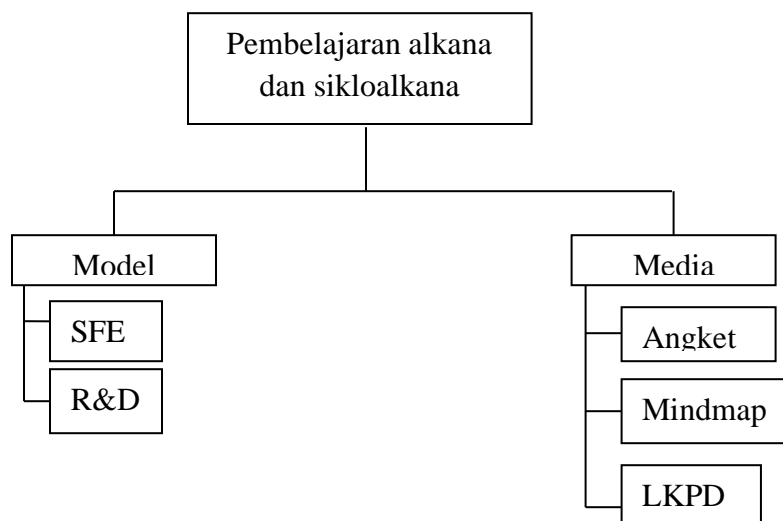 Pembelajaran alkana
dan sikloalkana
Model
SFE
R&D
Media
Angket
Mindmap
LKPD